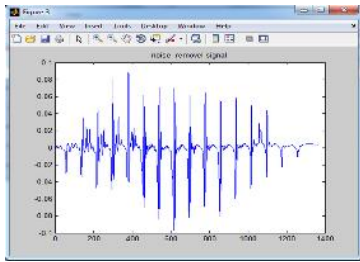 Figure 3
File Edit View Insert Tools Desktop Window Help
noise removel signal
0.1
0.08
0.06
0.04
0.02
0
-0.02
-0.04
-0.06
-0.08
-0.1
0 200 400 600 800 1000 1200 1400